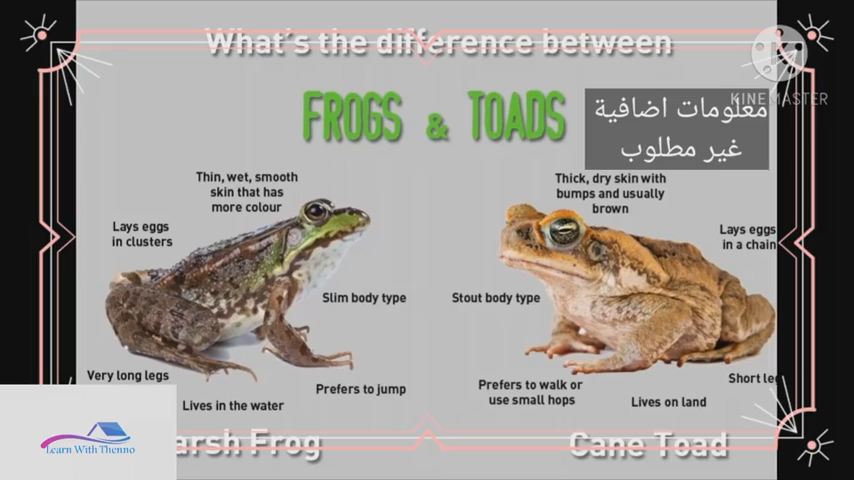 What's the difference between
FROGS & TOADS
KINEMASTER
معلومات اضافية
غير مطلوب
Thin, wet, smooth
skin that has
more colour
Thick, dry skin with
bumps and usually
brown
Lays eggs
in clusters
Lays eggs
in a chain
Slim body type
Stout body type
Very long legs
Prefers to jump
Lives in the water
Prefers to walk or
use small hops
Lives on land
Short leg
Learn With Thenno
arsh Frog
Cane Toad